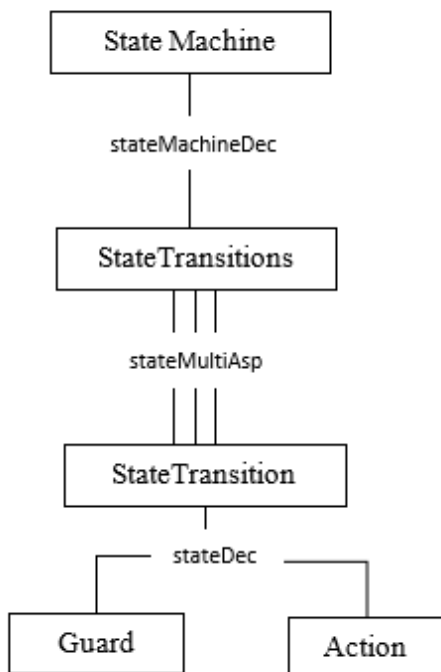 State Machine
stateMachineDec
StateTransitions
stateMultiAsp
StateTransition
stateDec
Guard
Action